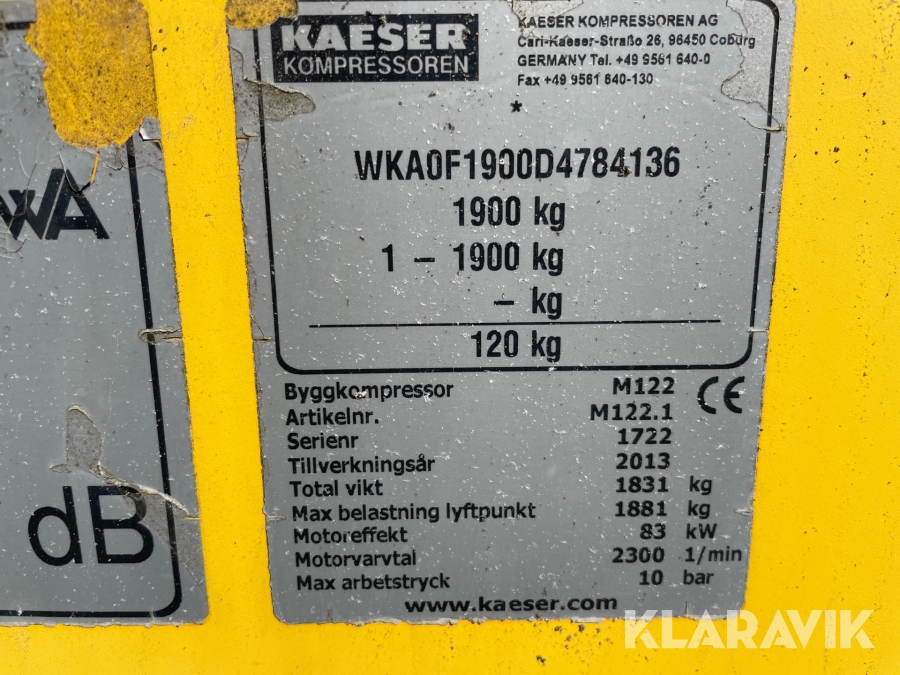 KAESER
KOMPRESSOREN
KAESER KOMPRESSOREN AG
Carl-Kaeser-Straße 26, 96450 Coburg
GERMANY Tel. +49 9561 640-0
Fax +49 9561 640-130
*
WKA0F1900D4784136
1900 kg
1 – 1900 kg
– kg
120 kg
Byggkompressor M122 CE
Artikelnr. M122.1
Serienr 1722
Tillverkningsår 2013
Total vikt 1831 kg
Max belastning lyftpunkt 1881 kg
Motoreffekt 83 kW
Motorvarvtal 2300 1/min
Max arbetstryck 10 bar
www.kaeser.com
WA
dB
KLARAVIK